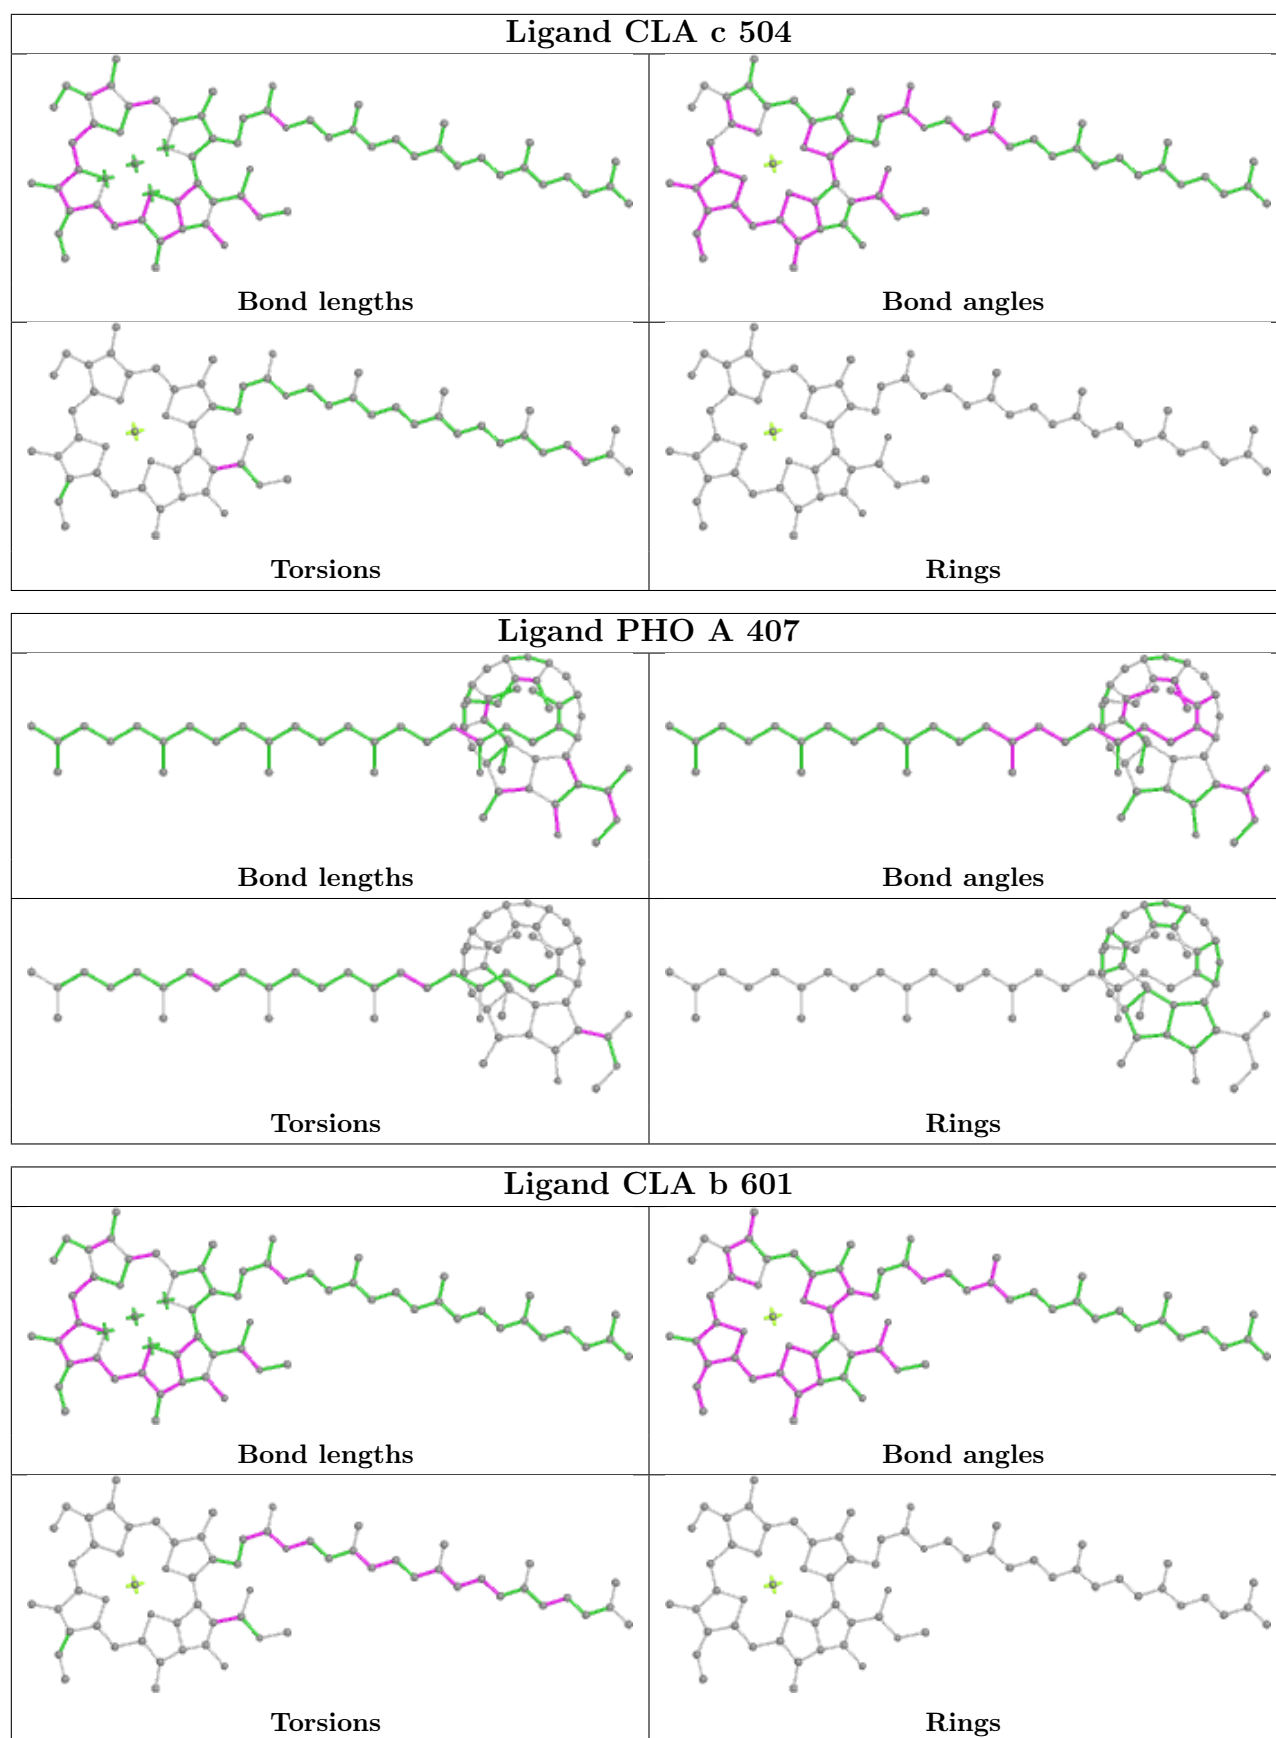 Ligand CLA c 504
Bond lengths
Bond angles
Torsions
Rings
Ligand PHO A 407
Bond lengths
Bond angles
Torsions
Rings
Ligand CLA b 601
Bond lengths
Bond angles
Torsions
Rings